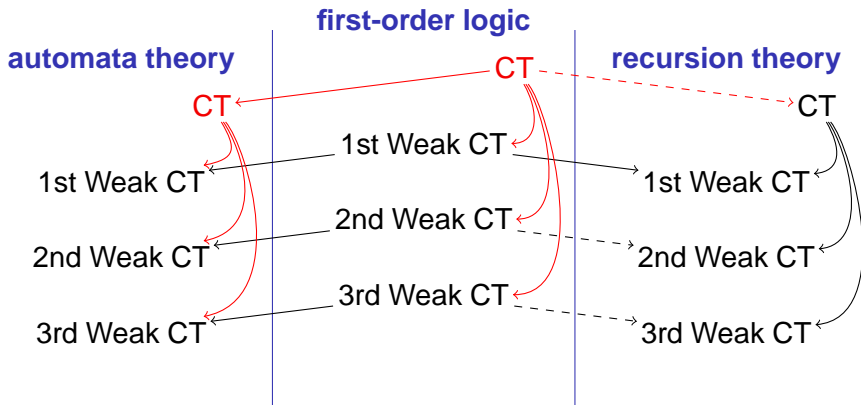 first-order logic
automata theory
recursion theory
CT
CT
CT
1st Weak CT
1st Weak CT
1st Weak CT
2nd Weak CT
2nd Weak CT
2nd Weak CT
3rd Weak CT
3rd Weak CT
3rd Weak CT